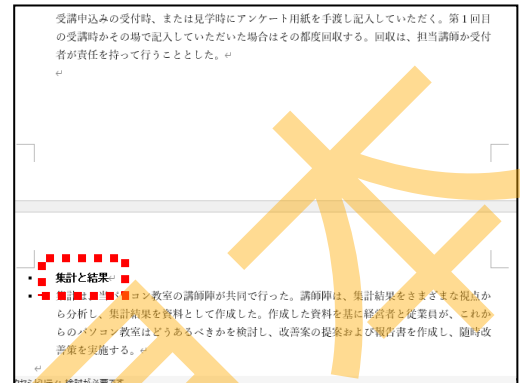 受講申込みの受付時、または見学時にアンケート用紙を手渡し記入していただく。第1回目
の受講時かその場で記入していただいた場合はその都度回収する。回収は、担当講師か受付
者が責任を持って行うこととした。
集計と結果
集計は、当パソコン教室の講師陣が共同で行った。講師陣は、集計結果をさまざまな視点か
ら分析し、集計結果を資料として作成した。作成した資料を基に経営者と従業員が、これか
らのパソコン教室はどうあるべきかを検討し、改善案の提案および報告書を作成し、随時改
善策を実施する。